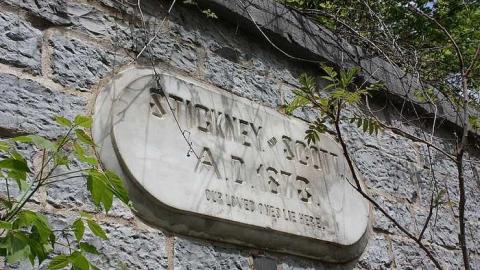 STICKNEY - SCOTT
A.D. 1878.
OUR LOVED ONES LIE HERE.